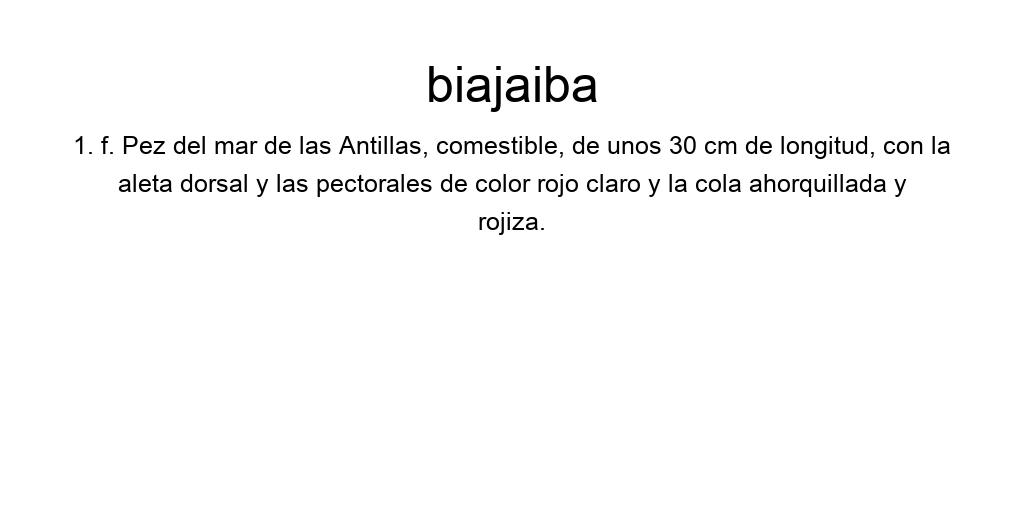 biajaiba
1. f. Pez del mar de las Antillas, comestible, de unos 30 cm de longitud, con la
aleta dorsal y las pectorales de color rojo claro y la cola ahorquillada y
rojiza.